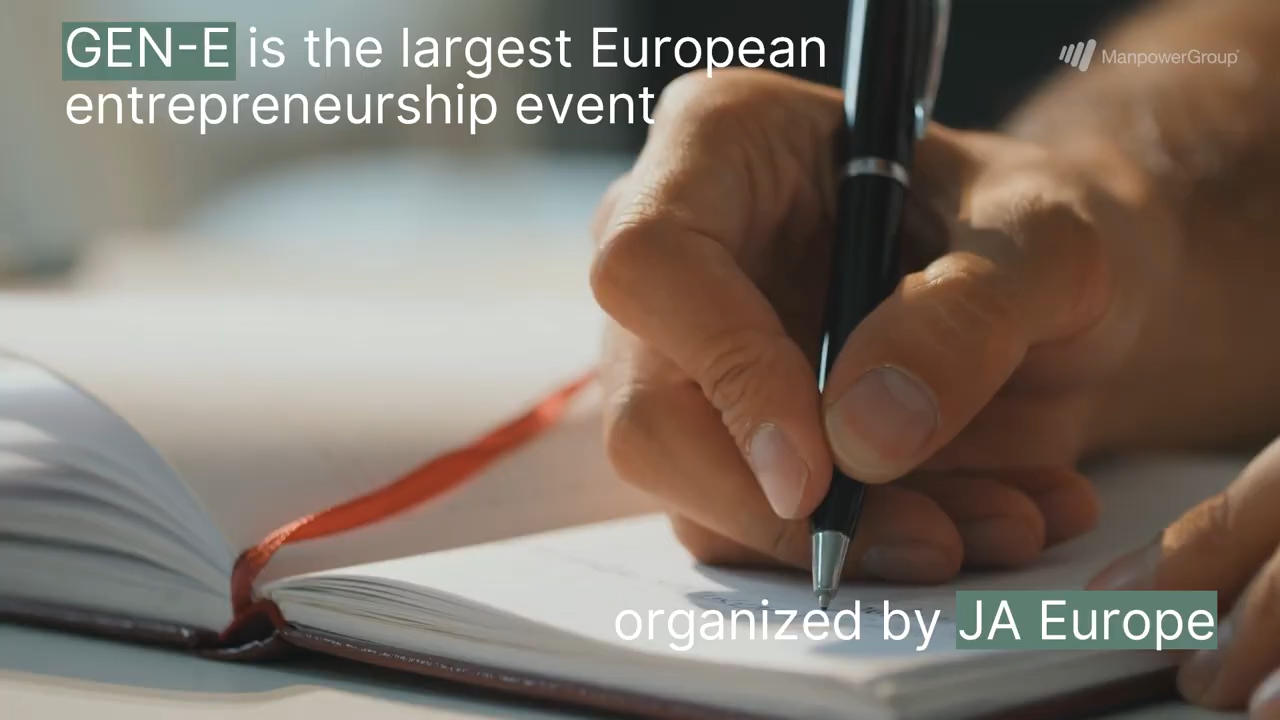 GEN-E is the largest European
entrepreneurship event
ManpowerGroup
organized by JA Europe